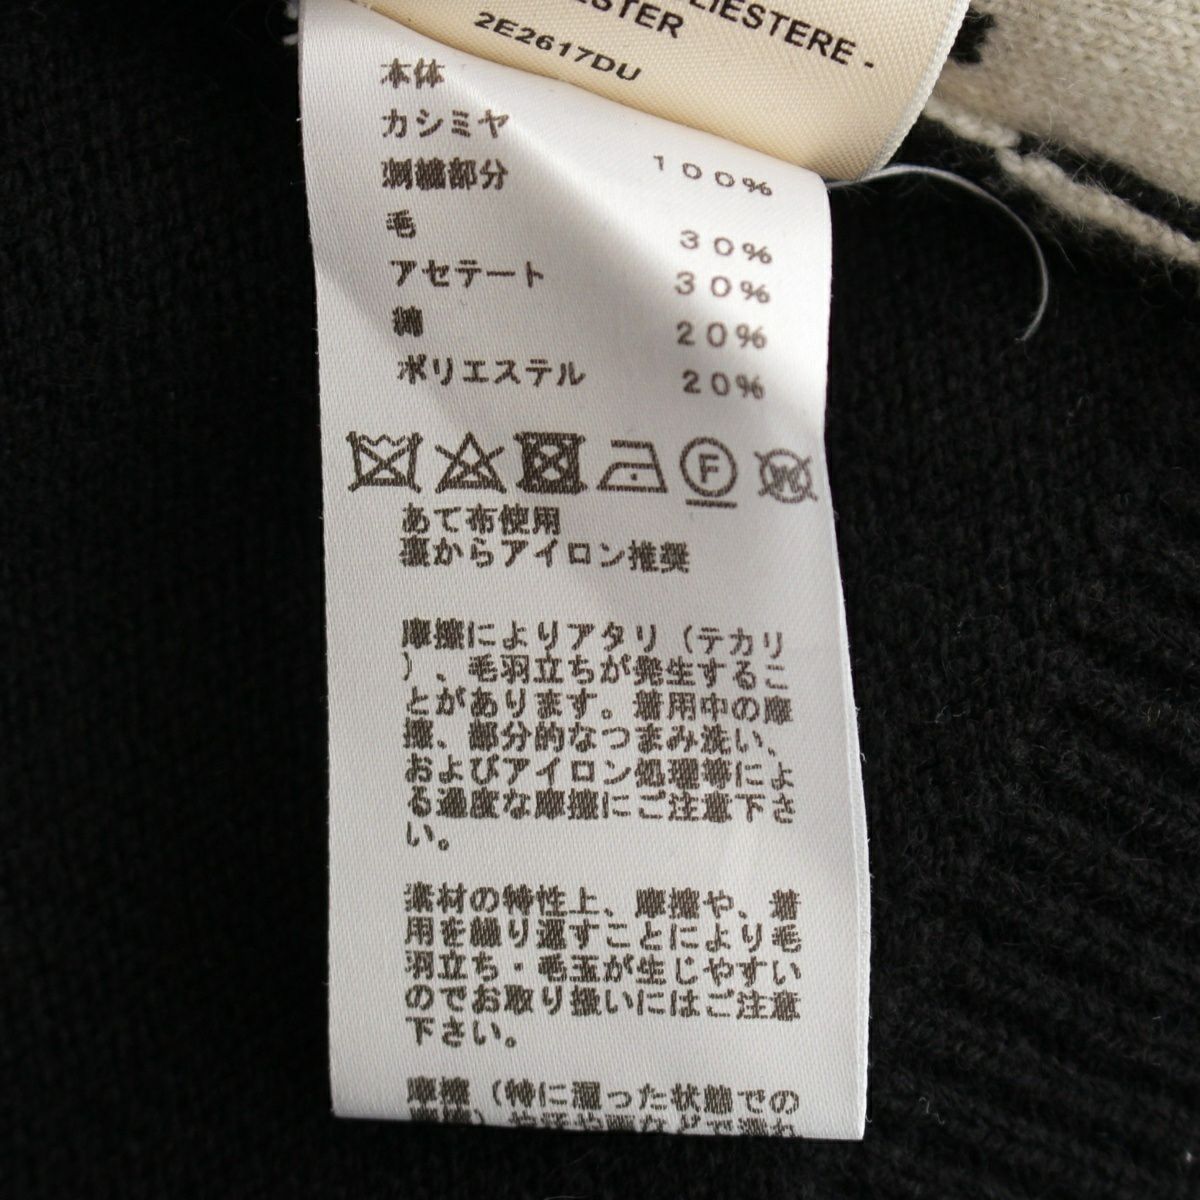 LIESTERE -
ESTER
2E2617DU
本体
カシミヤ 100%
刺繍部分
毛 30%
アセテート 30%
綿 20%
ポリエステル 20%
F
W
あて布使用
裏からアイロン推奨
摩擦によりアタリ(テカリ
)、毛羽立ちが発生するこ
とがあります。着用中の摩
擦、部分的なつまみ洗い、
およびアイロン処理等によ
る過度な摩擦にご注意下さ
い。
素材の特性上、摩擦や、着
用を繰り返すことにより毛
羽立ち・毛玉が生じやすい
のでお取り扱いにはご注意
下さい。
摩擦(特に湿った状態での